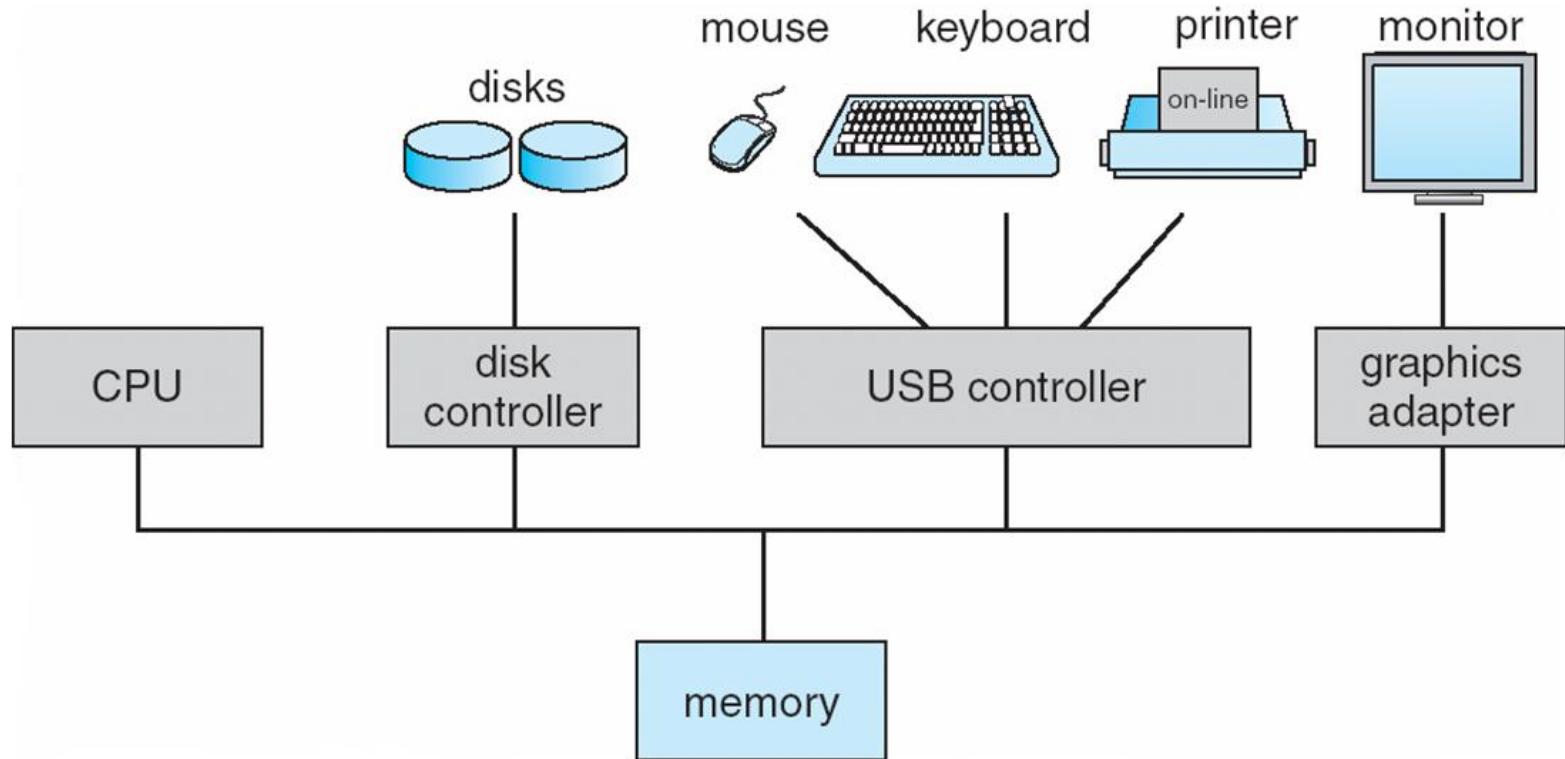 mouse
keyboard
printer
monitor
disks
on-line
CPU
disk
controller
USB controller
graphics
adapter
memory